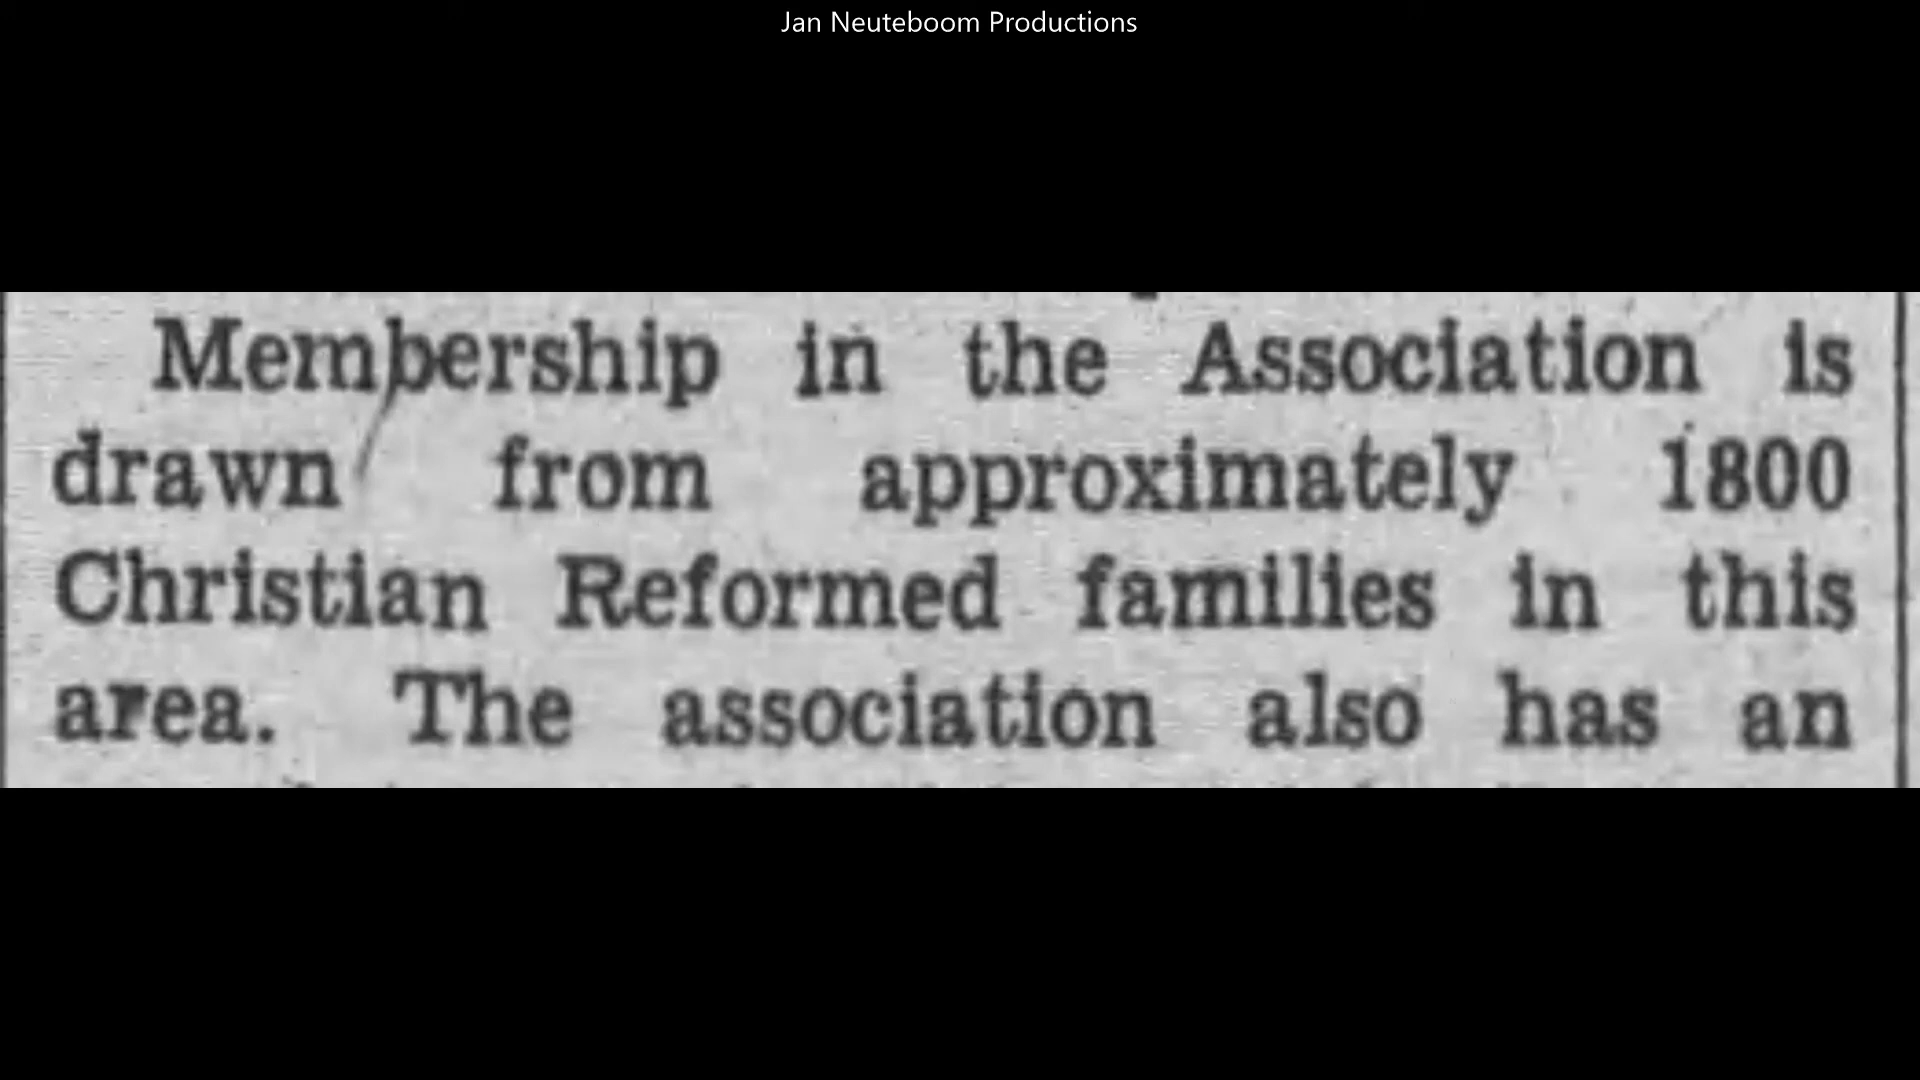 Jan Neuteboom Productions
Membership in the Association is
drawn from approximately 1800
Christian Reformed families in this
area. The association also has an